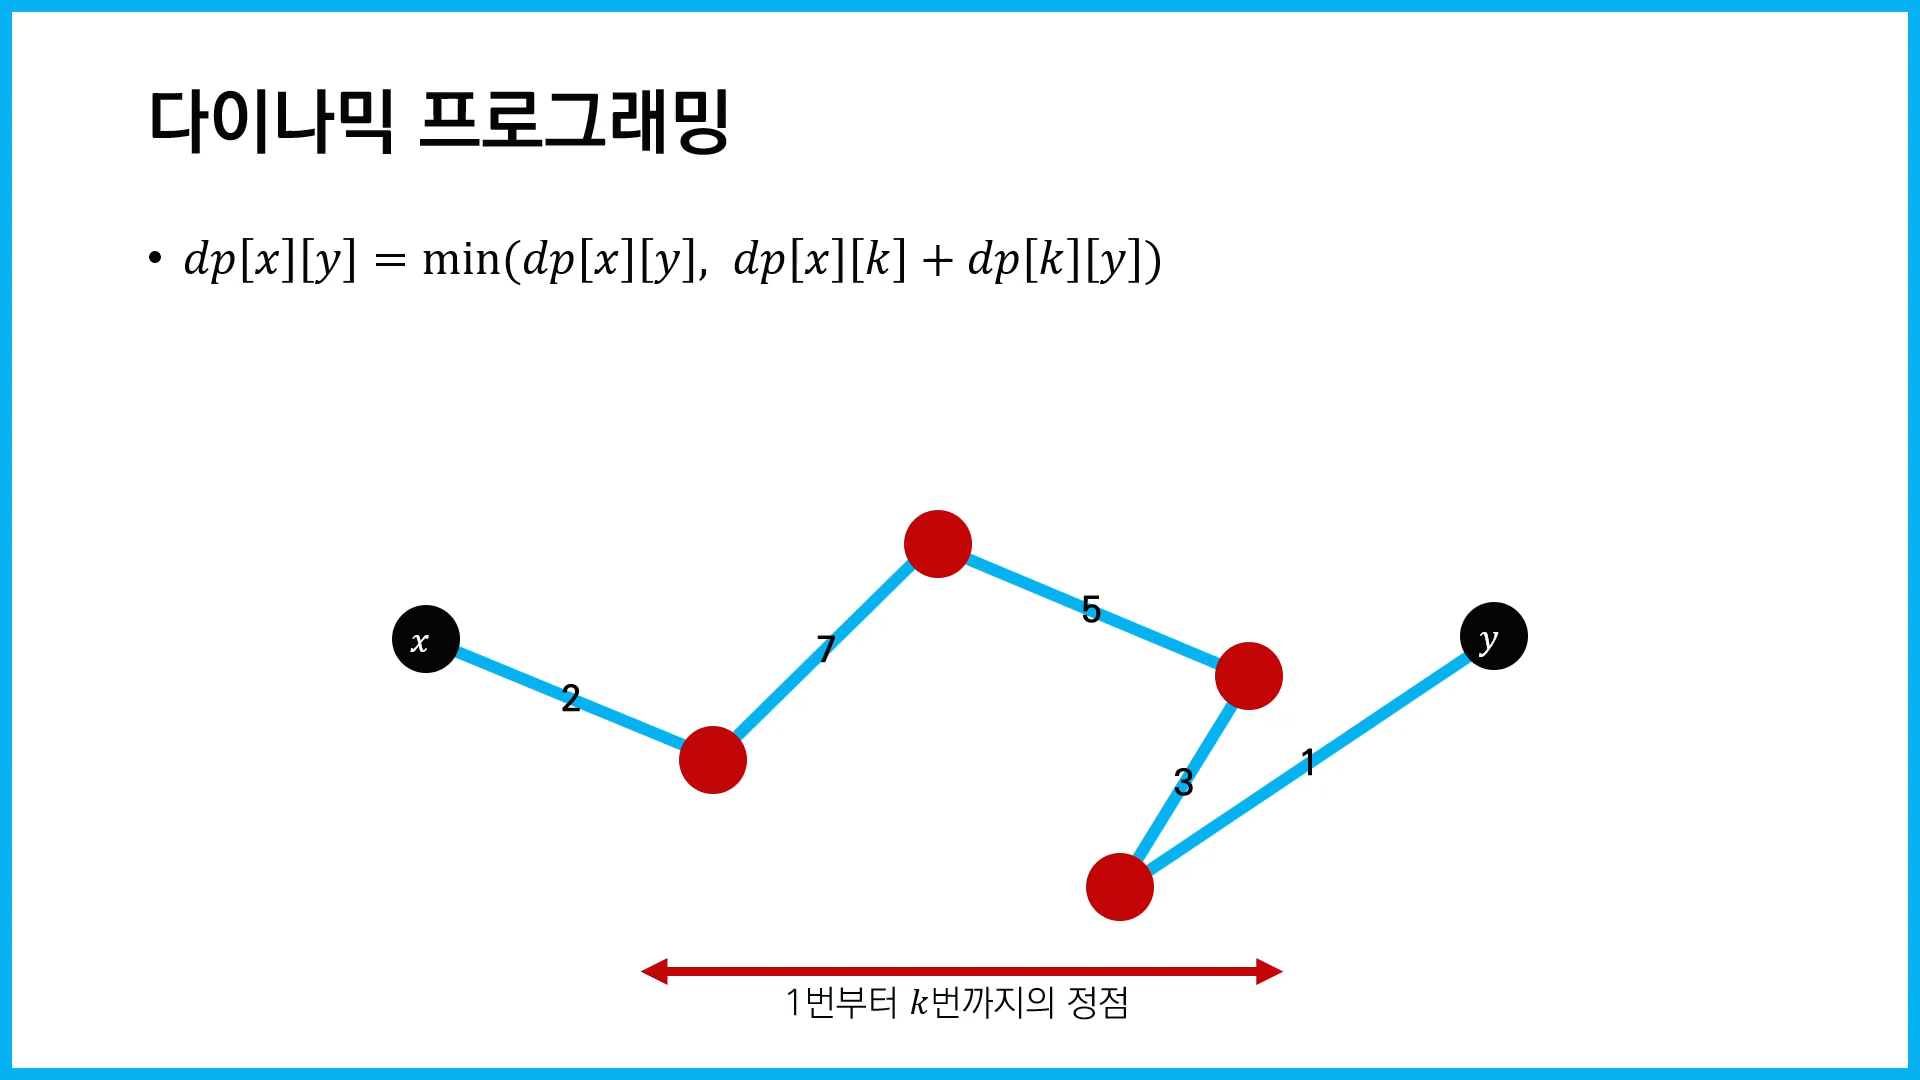 다이나믹 프로그래밍
• dp[x][y] = min(dp[x][y], dp[x][k] + dp[k][y])
5
x
y
7
2
1
3
1번부터 k번까지의 정점